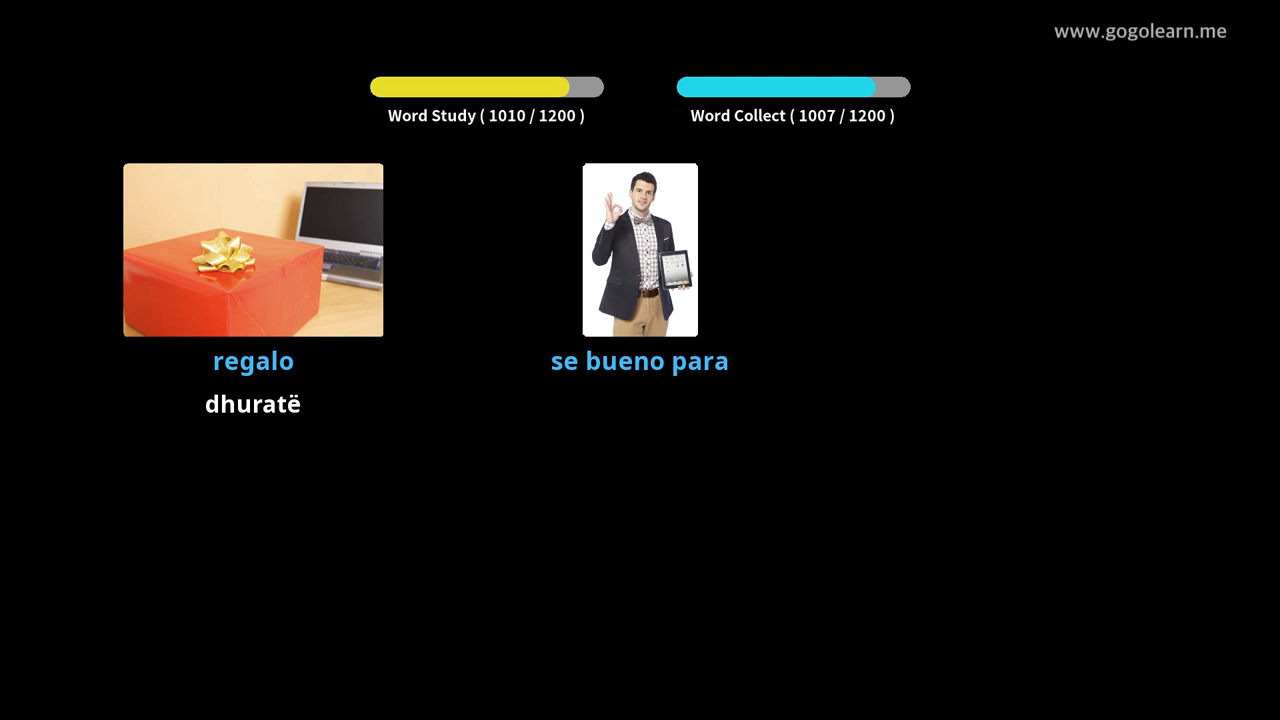 www.gogolearn.me
Word Study ( 1010 / 1200 )
Word Collect ( 1007 / 1200 )
regalo
se bueno para
dhuratë